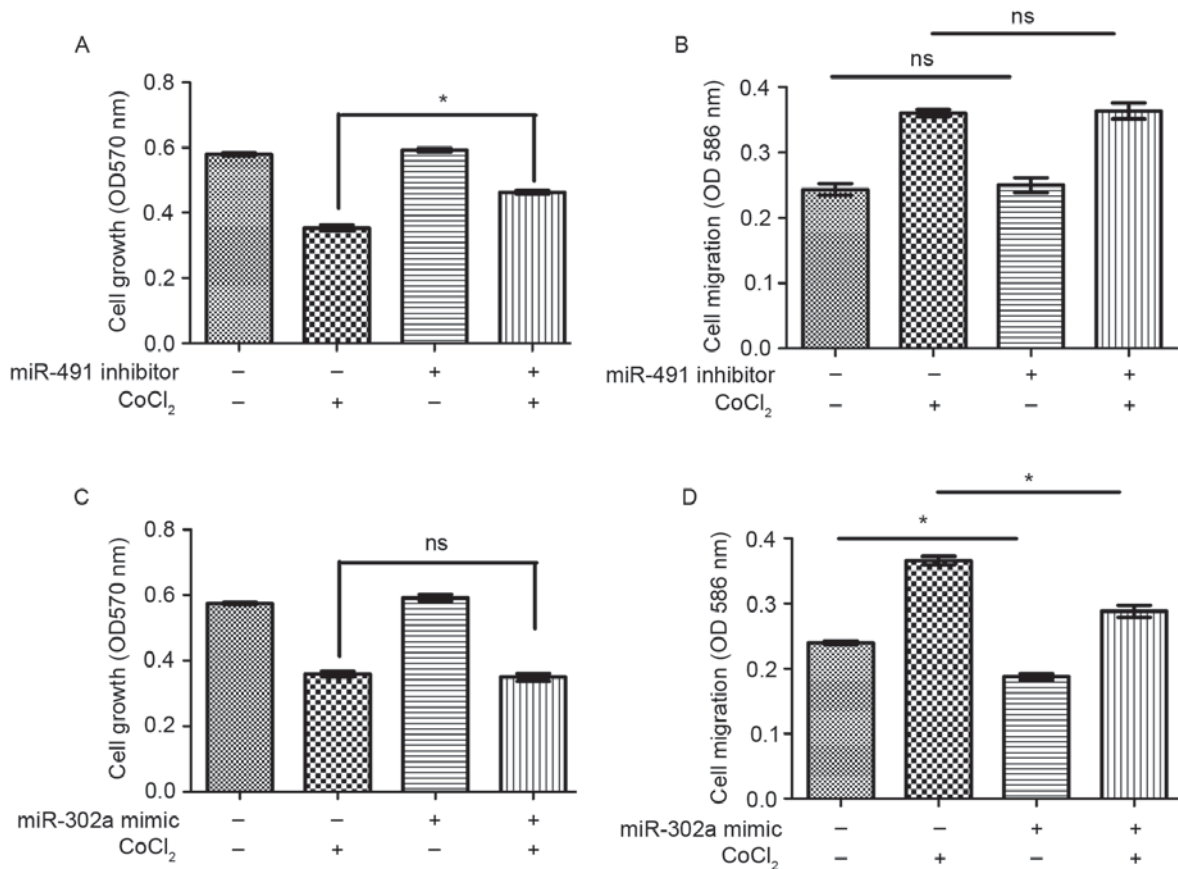 A
Cell growth (OD570 nm)
0.8
0.6
0.4
0.2
0.0
*
miR-491 inhibitor – – + +
CoCl₂ – + – +
B
Cell migration (OD 586 nm)
0.4
0.3
0.2
0.1
0.0
ns
ns
miR-491 inhibitor – – + +
CoCl₂ – + – +
C
Cell growth (OD570 nm)
0.8
0.6
0.4
0.2
0.0
ns
miR-302a mimic – – + +
CoCl₂ – + – +
D
Cell migration (OD 586 nm)
0.4
0.3
0.2
0.1
0.0
*
*
miR-302a mimic – – + +
CoCl₂ – + – +